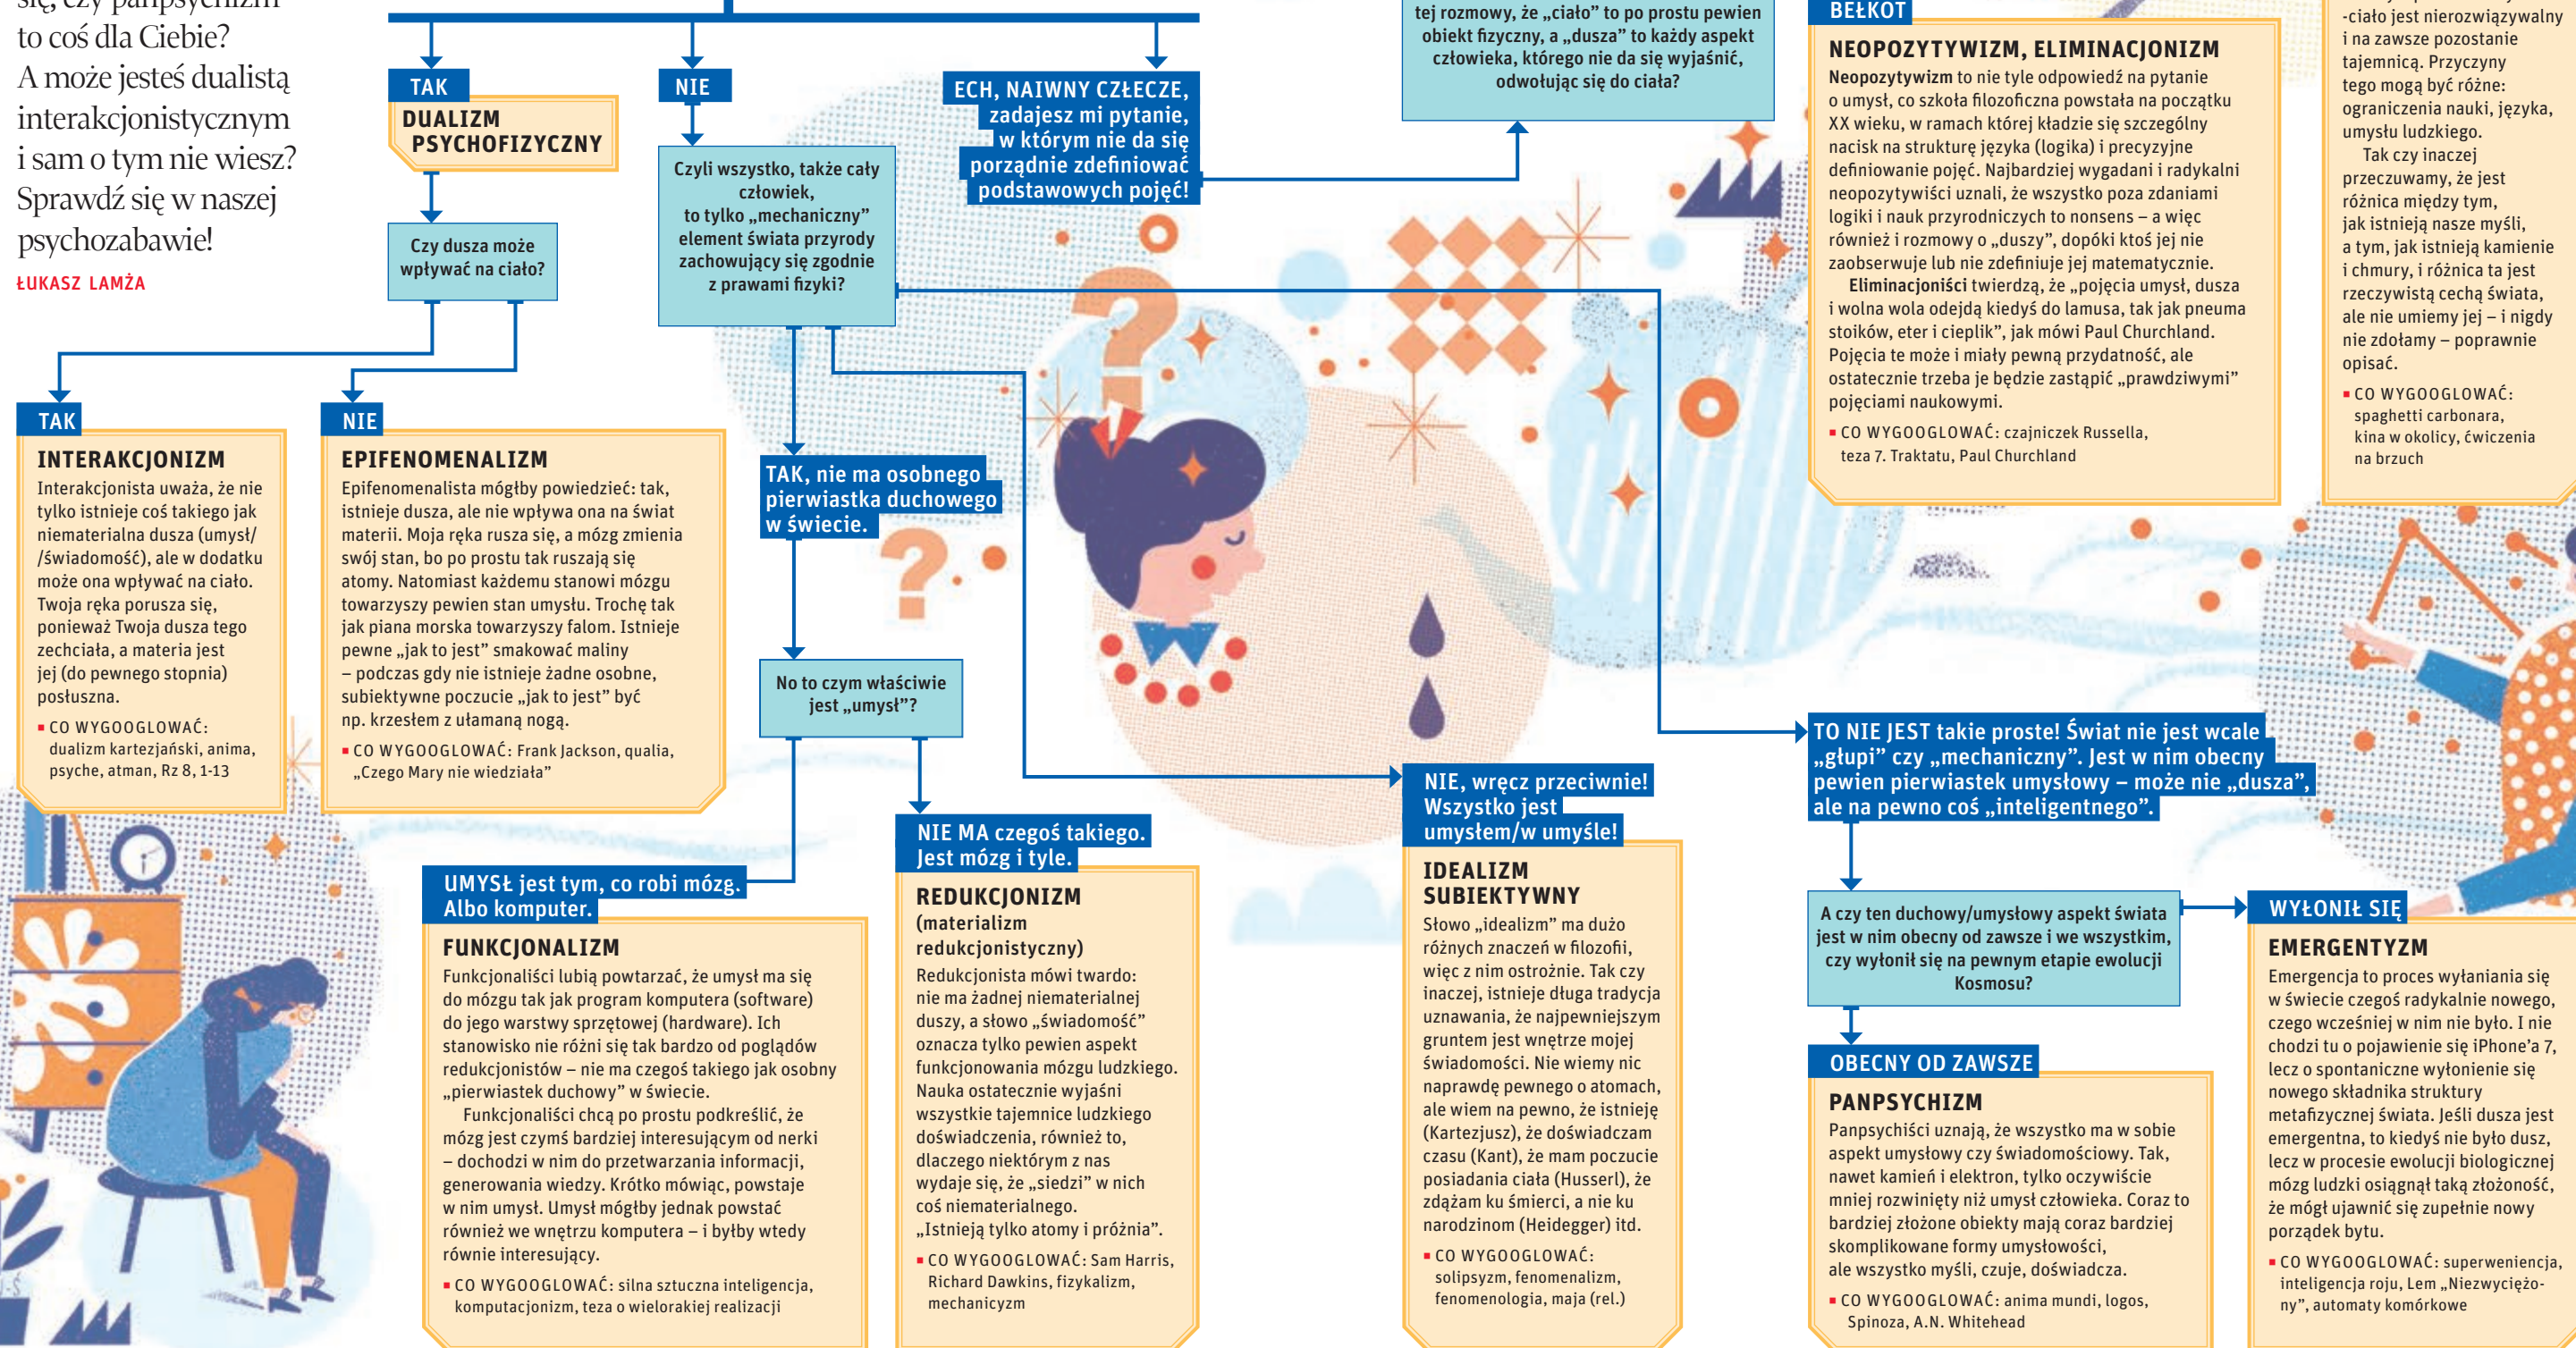 się, czy panpsychizm
to coś dla Ciebie?
A może jesteś dualistą
interakcjonistycznym
i sam o tym nie wiesz?
Sprawdź się w naszej
psychozabawie!
ŁUKASZ LAMŻA
TAK
DUALIZM
PSYCHOFIZYCZNY
Czy dusza może
wpływać na ciało?
TAK
INTERAKCJONIZM
Interakcjonista uważa, że nie
tylko istnieje coś takiego jak
niematerialna dusza (umysł/
/świadomość), ale w dodatku
może ona wpływać na ciało.
Twoja ręka porusza się,
ponieważ Twoja dusza tego
zechciała, a materia jest
jej (do pewnego stopnia)
posłuszna.
▪ CO WYGOOGLOWAĆ:
dualizm kartezjański, anima,
psyche, atman, Rz 8, 1-13
NIE
EPIFENOMENALIZM
Epifenomenalista mógłby powiedzieć: tak,
istnieje dusza, ale nie wpływa ona na świat
materii. Moja ręka rusza się, a mózg zmienia
swój stan, bo po prostu tak ruszają się
atomy. Natomiast każdemu stanowi mózgu
towarzyszy pewien stan umysłu. Trochę tak
jak piana morska towarzyszy falom. Istnieje
pewne „jak to jest” smakować maliny
– podczas gdy nie istnieje żadne osobne,
subiektywne poczucie „jak to jest” być
np. krzesłem z ułamaną nogą.
▪ CO WYGOOGLOWAĆ: Frank Jackson, qualia,
„Czego Mary nie wiedziała”
NIE
Czyli wszystko, także cały
człowiek,
to tylko „mechaniczny”
element świata przyrody
zachowujący się zgodnie
z prawami fizyki?
TAK, nie ma osobnego
pierwiastka duchowego
w świecie.
No to czym właściwie
jest „umysł”?
UMYSŁ jest tym, co robi mózg.
Albo komputer.
FUNKCJONALIZM
Funkcjonaliści lubią powtarzać, że umysł ma się
do mózgu tak jak program komputera (software)
do jego warstwy sprzętowej (hardware). Ich
stanowisko nie różni się tak bardzo od poglądów
redukcjonistów – nie ma czegoś takiego jak osobny
„pierwiastek duchowy” w świecie.
Funkcjonaliści chcą po prostu podkreślić, że
mózg jest czymś bardziej interesującym od nerki
– dochodzi w nim do przetwarzania informacji,
generowania wiedzy. Krótko mówiąc, powstaje
w nim umysł. Umysł mógłby jednak powstać
również we wnętrzu komputera – i byłby wtedy
równie interesujący.
▪ CO WYGOOGLOWAĆ: silna sztuczna inteligencja,
komputacjonizm, teza o wielorakiej realizacji
NIE MA czegoś takiego.
Jest mózg i tyle.
REDUKCJONIZM
(materializm
redukcjonistyczny)
Redukcjonista mówi twardo:
nie ma żadnej niematerialnej
duszy, a słowo „świadomość”
oznacza tylko pewien aspekt
funkcjonowania mózgu ludzkiego.
Nauka ostatecznie wyjaśni
wszystkie tajemnice ludzkiego
doświadczenia, również to,
dlaczego niektórym z nas
wydaje się, że „siedzi” w nich
coś niematerialnego.
„Istnieją tylko atomy i próżnia”.
▪ CO WYGOOGLOWAĆ: Sam Harris,
Richard Dawkins, fizykalizm,
mechanicyzm
ECH, NAIWNY CZŁECZE,
zadajesz mi pytanie,
w którym nie da się
porządnie zdefiniować
podstawowych pojęć!
tej rozmowy, że „ciało” to po prostu pewien
obiekt fizyczny, a „dusza” to każdy aspekt
człowieka, którego nie da się wyjaśnić,
odwołując się do ciała?
NIE, wręcz przeciwnie!
Wszystko jest
umysłem/w umyśle!
IDEALIZM
SUBIEKTYWNY
Słowo „idealizm” ma dużo
różnych znaczeń w filozofii,
więc z nim ostrożnie. Tak czy
inaczej, istnieje długa tradycja
uznawania, że najpewniejszym
gruntem jest wnętrze mojej
świadomości. Nie wiemy nic
naprawdę pewnego o atomach,
ale wiem na pewno, że istnieję
(Kartezjusz), że doświadczam
czasu (Kant), że mam poczucie
posiadania ciała (Husserl), że
zdążam ku śmierci, a nie ku
narodzinom (Heidegger) itd.
▪ CO WYGOOGLOWAĆ:
solipsyzm, fenomenalizm,
fenomenologia, maja (rel.)
BEŁKOT
NEOPOZYTYWIZM, ELIMINACJONIZM
Neopozytywizm to nie tyle odpowiedź na pytanie
o umysł, co szkoła filozoficzna powstała na początku
XX wieku, w ramach której kładzie się szczególny
nacisk na strukturę języka (logika) i precyzyjne
definiowanie pojęć. Najbardziej wygadani i radykalni
neopozytywiści uznali, że wszystko poza zdaniami
logiki i nauk przyrodniczych to nonsens – a więc
również i rozmowy o „duszy”, dopóki ktoś jej nie
zaobserwuje lub nie zdefiniuje jej matematycznie.
Eliminacjoniści twierdzą, że „pojęcia umysł, dusza
i wolna wola odejdą kiedyś do lamusa, tak jak pneuma
stoików, eter i cieplik”, jak mówi Paul Churchland.
Pojęcia te może i miały pewną przydatność, ale
ostatecznie trzeba je będzie zastąpić „prawdziwymi”
pojęciami naukowymi.
▪ CO WYGOOGLOWAĆ: czajniczek Russella,
teza 7. Traktatu, Paul Churchland
-ciało jest nierozwiązywalny
i na zawsze pozostanie
tajemnicą. Przyczyny
tego mogą być różne:
ograniczenia nauki, języka,
umysłu ludzkiego.
Tak czy inaczej
przeczuwamy, że jest
różnica między tym,
jak istnieją nasze myśli,
a tym, jak istnieją kamienie
i chmury, i różnica ta jest
rzeczywistą cechą świata,
ale nie umiemy jej – i nigdy
nie zdołamy – poprawnie
opisać.
▪ CO WYGOOGLOWAĆ:
spaghetti carbonara,
kina w okolicy, ćwiczenia
na brzuch
TO NIE JEST takie proste! Świat nie jest wcale
„głupi” czy „mechaniczny”. Jest w nim obecny
pewien pierwiastek umysłowy – może nie „dusza”,
ale na pewno coś „inteligentnego”.
A czy ten duchowy/umysłowy aspekt świata
jest w nim obecny od zawsze i we wszystkim,
czy wyłonił się na pewnym etapie ewolucji
Kosmosu?
OBECNY OD ZAWSZE
PANPSYCHIZM
Panpsychiści uznają, że wszystko ma w sobie
aspekt umysłowy czy świadomościowy. Tak,
nawet kamień i elektron, tylko oczywiście
mniej rozwinięty niż umysł człowieka. Coraz to
bardziej złożone obiekty mają coraz bardziej
skomplikowane formy umysłowości,
ale wszystko myśli, czuje, doświadcza.
▪ CO WYGOOGLOWAĆ: anima mundi, logos,
Spinoza, A.N. Whitehead
WYŁONIŁ SIĘ
EMERGENTYZM
Emergencja to proces wyłaniania się
w świecie czegoś radykalnie nowego,
czego wcześniej w nim nie było. I nie
chodzi tu o pojawienie się iPhone’a 7,
lecz o spontaniczne wyłonienie się
nowego składnika struktury
metafizycznej świata. Jeśli dusza jest
emergentna, to kiedyś nie było dusz,
lecz w procesie ewolucji biologicznej
mózg ludzki osiągnął taką złożoność,
że mógł ujawnić się zupełnie nowy
porządek bytu.
▪ CO WYGOOGLOWAĆ: superweniencja,
inteligencja roju, Lem „Niezwyciężo-
ny”, automaty komórkowe